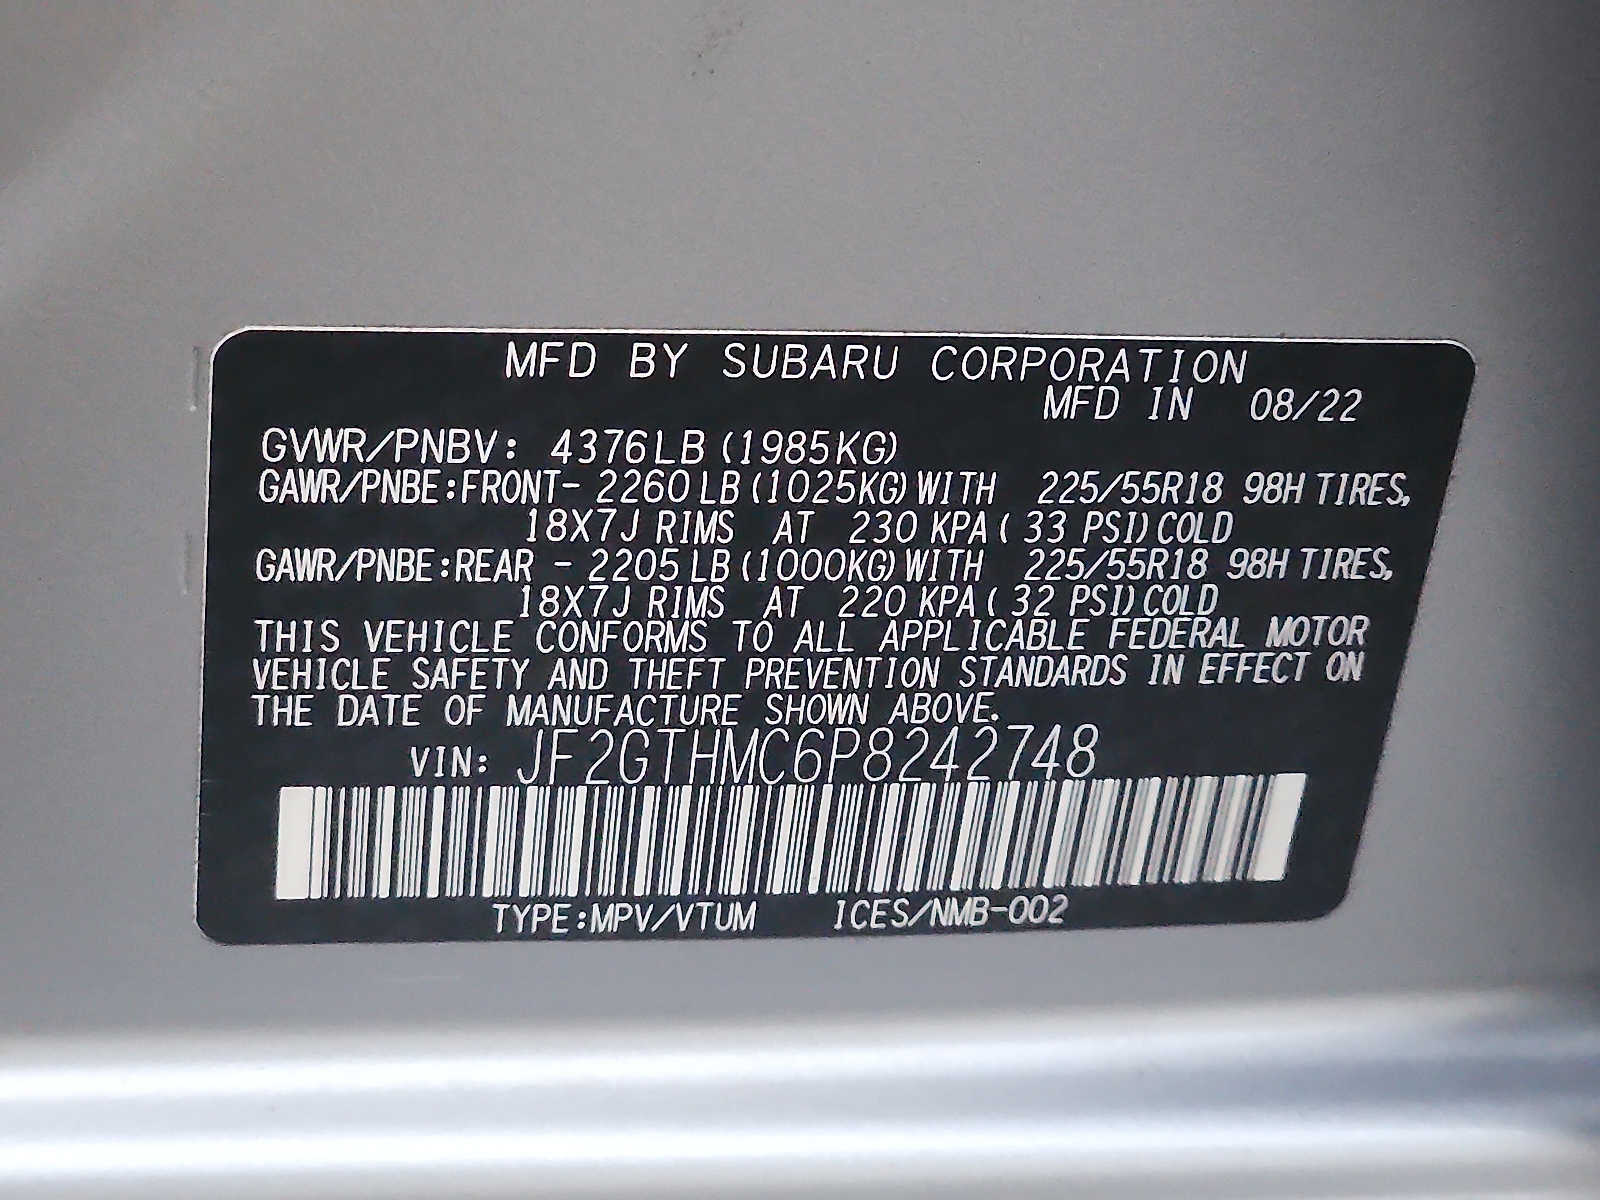 MFD BY SUBARU CORPORATION
MFD IN 08/22
GVWR/PNBV: 4376LB (1985KG)
GAWR/PNBE:FRONT- 2260 LB (1025KG) WITH 225/55R18 98H TIRES,
18X7J RIMS AT 230 KPA ( 33 PSI) COLD
GAWR/PNBE:REAR - 2205 LB (1000KG) WITH 225/55R18 98H TIRES,
18X7J RIMS AT 220 KPA ( 32 PSI) COLD
THIS VEHICLE CONFORMS TO ALL APPLICABLE FEDERAL MOTOR
VEHICLE SAFETY AND THEFT PREVENTION STANDARDS IN EFFECT ON
THE DATE OF MANUFACTURE SHOWN ABOVE.
VIN: JF2GTHMC6P8242748
TYPE:MPV/VTUM ICES/NMB-002